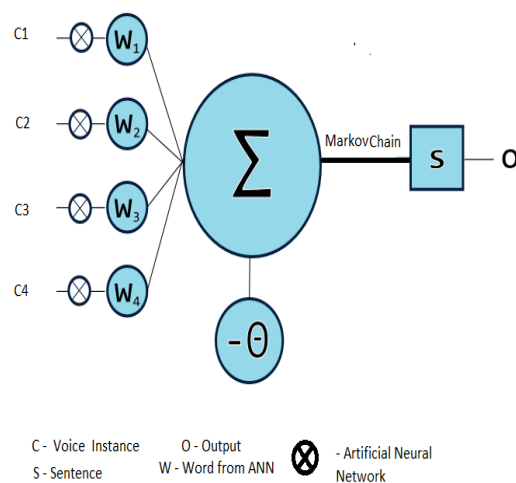 C1
W1
C2
W2
Σ
MarkovChain
S
O
C3
W3
C4
W4
-Θ
C - Voice Instance
O - Output
- Artificial Neural Network
S - Sentence
W - Word from ANN